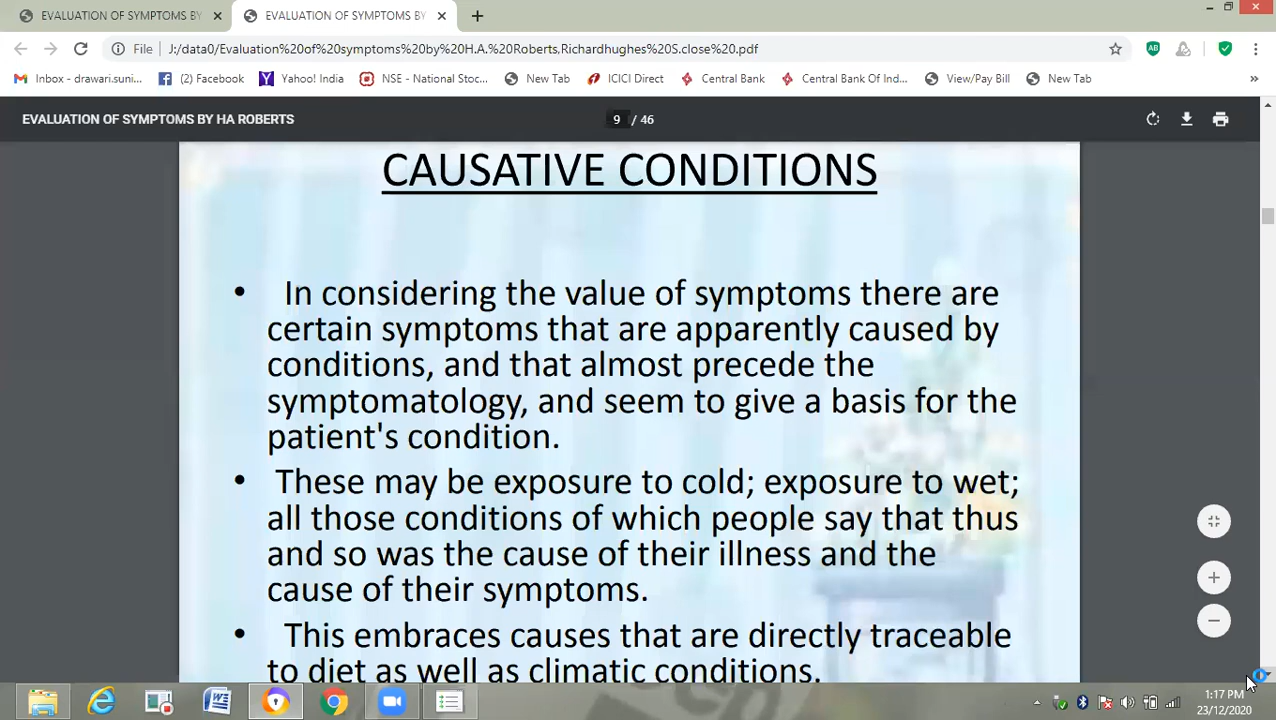 EVALUATION OF SYMPTOMS BY
EVALUATION OF SYMPTOMS BY
File J:/data0/Evaluation%20of%20symptoms%20by%20H.A.%20Roberts.Richardhughes%20S.close%20.pdf
Inbox - drawari.suni... (2) Facebook Yahoo! India NSE - National Stoc... New Tab ICICI Direct Central Bank Central Bank Of Ind... View/Pay Bill New Tab »
EVALUATION OF SYMPTOMS BY HA ROBERTS 9 / 46
CAUSATIVE CONDITIONS
• In considering the value of symptoms there are
certain symptoms that are apparently caused by
conditions, and that almost precede the
symptomatology, and seem to give a basis for the
patient's condition.
• These may be exposure to cold; exposure to wet;
all those conditions of which people say that thus
and so was the cause of their illness and the
cause of their symptoms.
• This embraces causes that are directly traceable
to diet as well as climatic conditions.
1:17 PM
23/12/2020